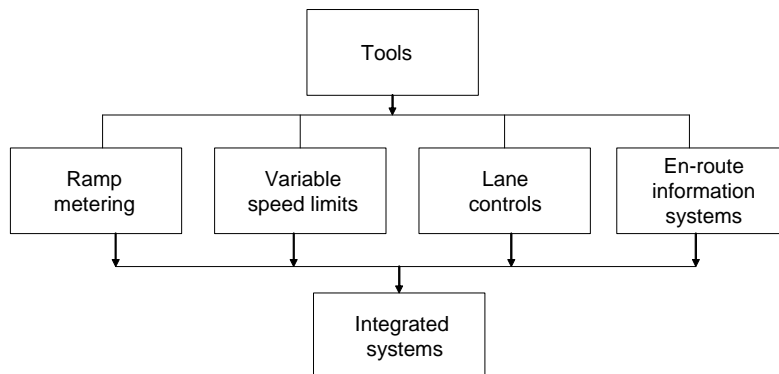 Tools
Ramp
metering
Variable
speed limits
Lane
controls
En-route
information
systems
Integrated
systems